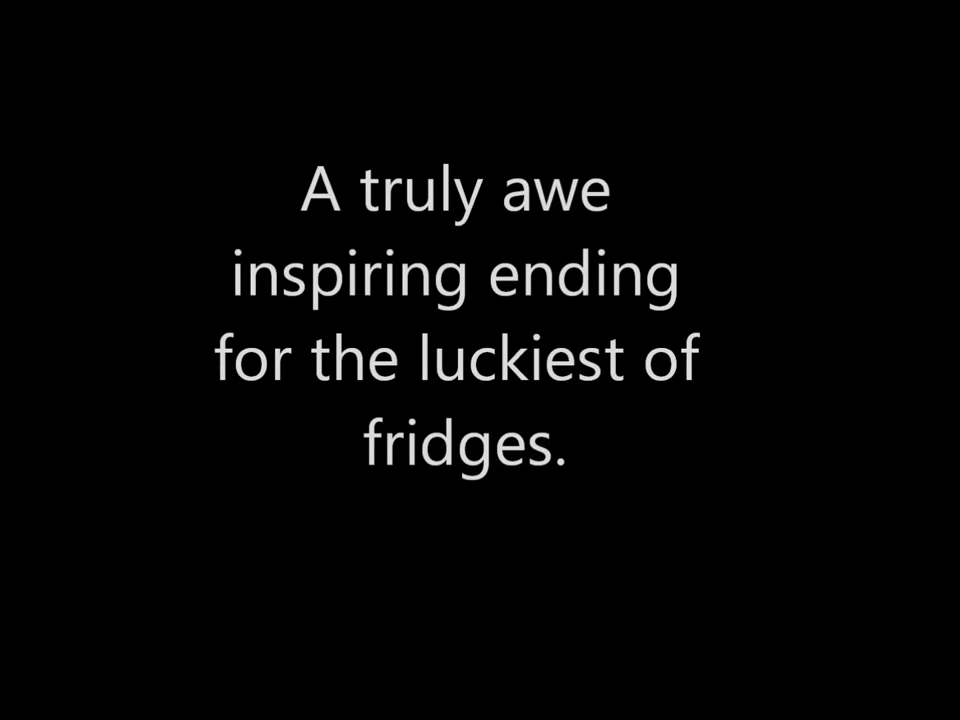 A truly awe
inspiring ending
for the luckiest of
fridges.